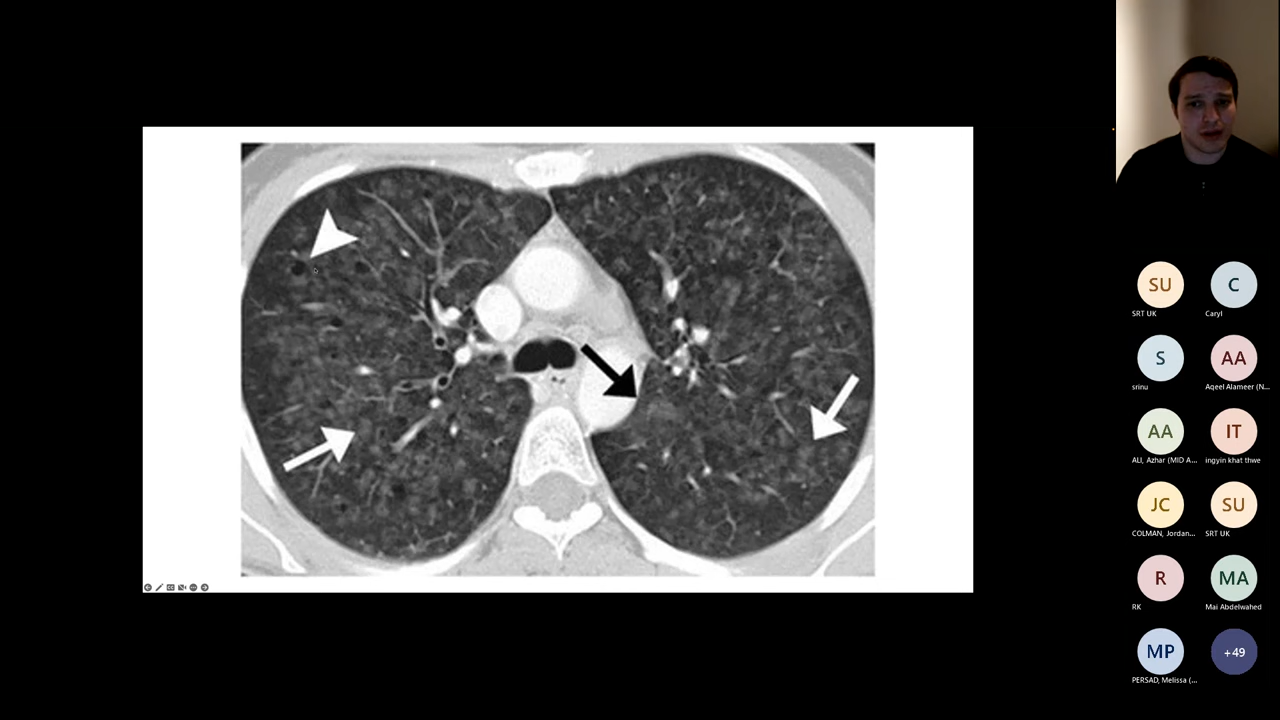 SU
SRT UK
C
Caryl
S
srinu
AA
Aqeel Alameer (N...
AA
ALI, Azhar (MID A...
IT
ingyin khat thwe
JC
COLMAN, Jordan...
SU
SRT UK
R
RK
MA
Mai Abdelwahed
MP
PERSAD, Melissa (...
+49